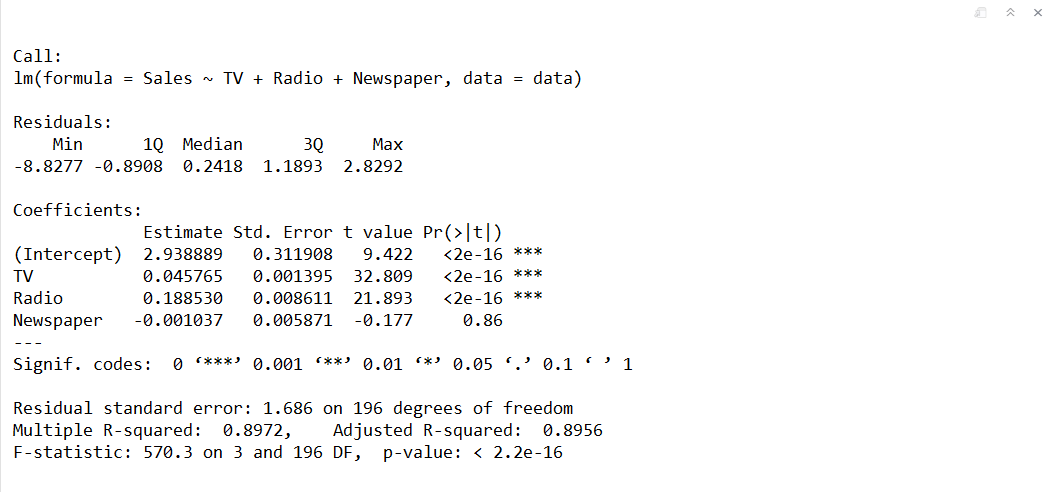 Call:
lm(formula = Sales ~ TV + Radio + Newspaper, data = data)
Residuals:
    Min      1Q  Median      3Q     Max
-8.8277 -0.8908  0.2418  1.1893  2.8292
Coefficients:
             Estimate Std. Error t value Pr(>|t|)
(Intercept)  2.938889   0.311908   9.422   <2e-16 ***
TV           0.045765   0.001395  32.809   <2e-16 ***
Radio        0.188530   0.008611  21.893   <2e-16 ***
Newspaper   -0.001037   0.005871  -0.177     0.86
---
Signif. codes:  0 ‘***’ 0.001 ‘**’ 0.01 ‘*’ 0.05 ‘.’ 0.1 ‘ ’ 1
Residual standard error: 1.686 on 196 degrees of freedom
Multiple R-squared:  0.8972,    Adjusted R-squared:  0.8956
F-statistic: 570.3 on 3 and 196 DF,  p-value: < 2.2e-16